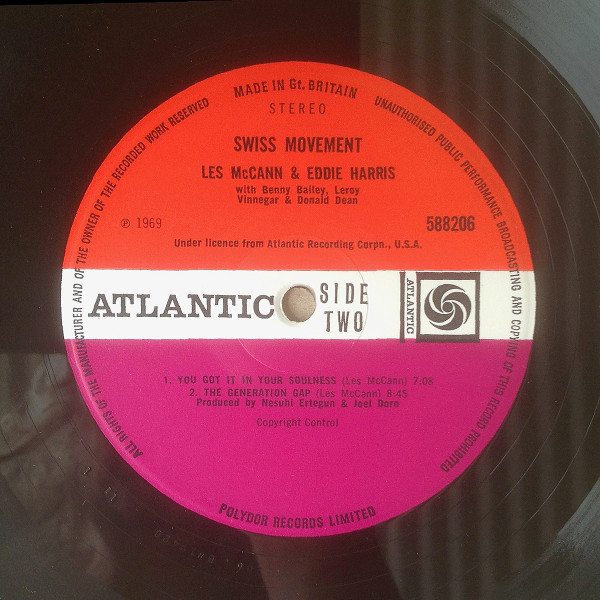 MADE IN Gt. BRITAIN
STEREO
SWISS MOVEMENT
LES McCANN & EDDIE HARRIS
with Benny Bailey, Leroy
Vinnegar & Donald Dean
℗ 1969
588206
Under licence from Atlantic Recording Corpn., U.S.A.
ATLANTIC
SIDE
TWO
ATLANTIC
1. YOU GOT IT IN YOUR SOULNESS (Les McCann) 7:08
2. THE GENERATION GAP (Les McCann) 8:45
Produced by Nesuhi Ertegun & Joel Dorn
Copyright Control
POLYDOR RECORDS LIMITED
ALL RIGHTS OF THE MANUFACTURER AND OF THE OWNER OF THE RECORDED WORK RESERVED
UNAUTHORISED PUBLIC PERFORMANCE BROADCASTING AND COPYING OF THIS RECORD PROHIBITED